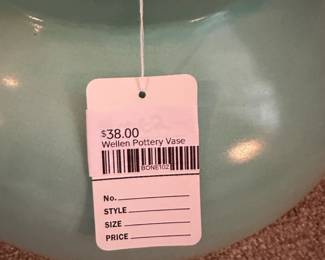 $38.00
Wellen Pottery Vase
BONE102
No.
STYLE
SIZE
PRICE